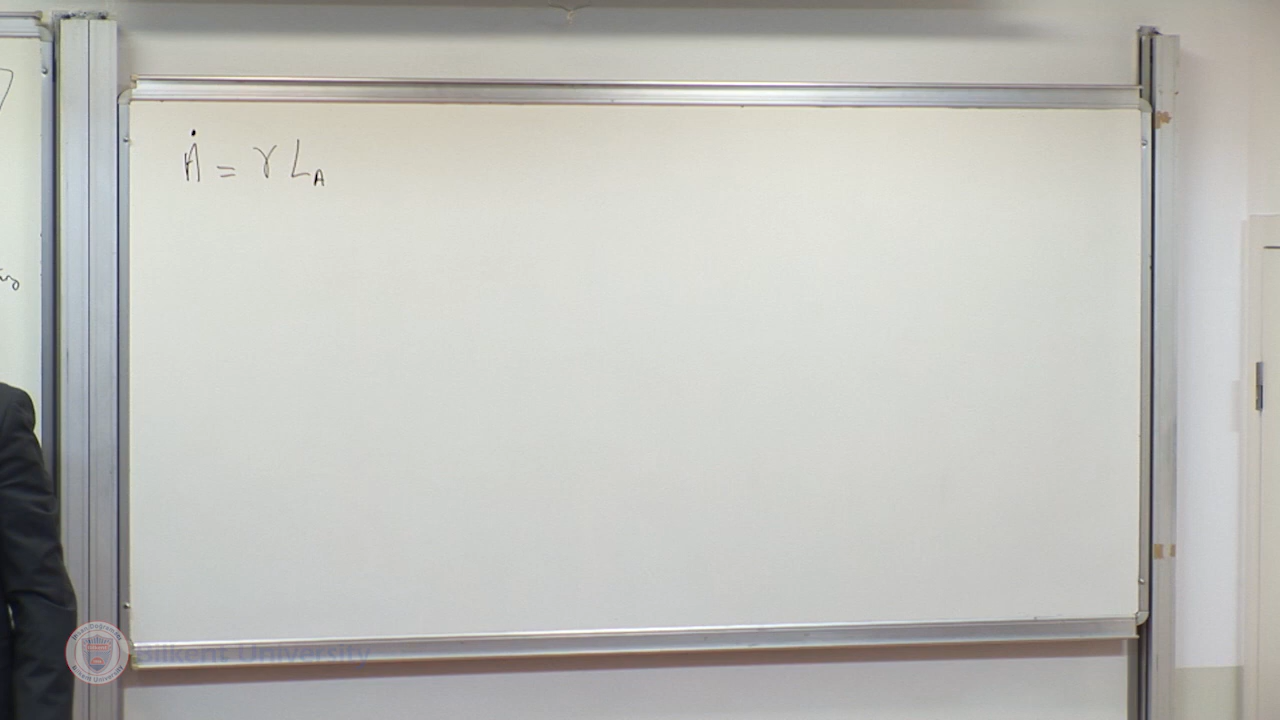 Ȧ = γ L_A
Bilkent University